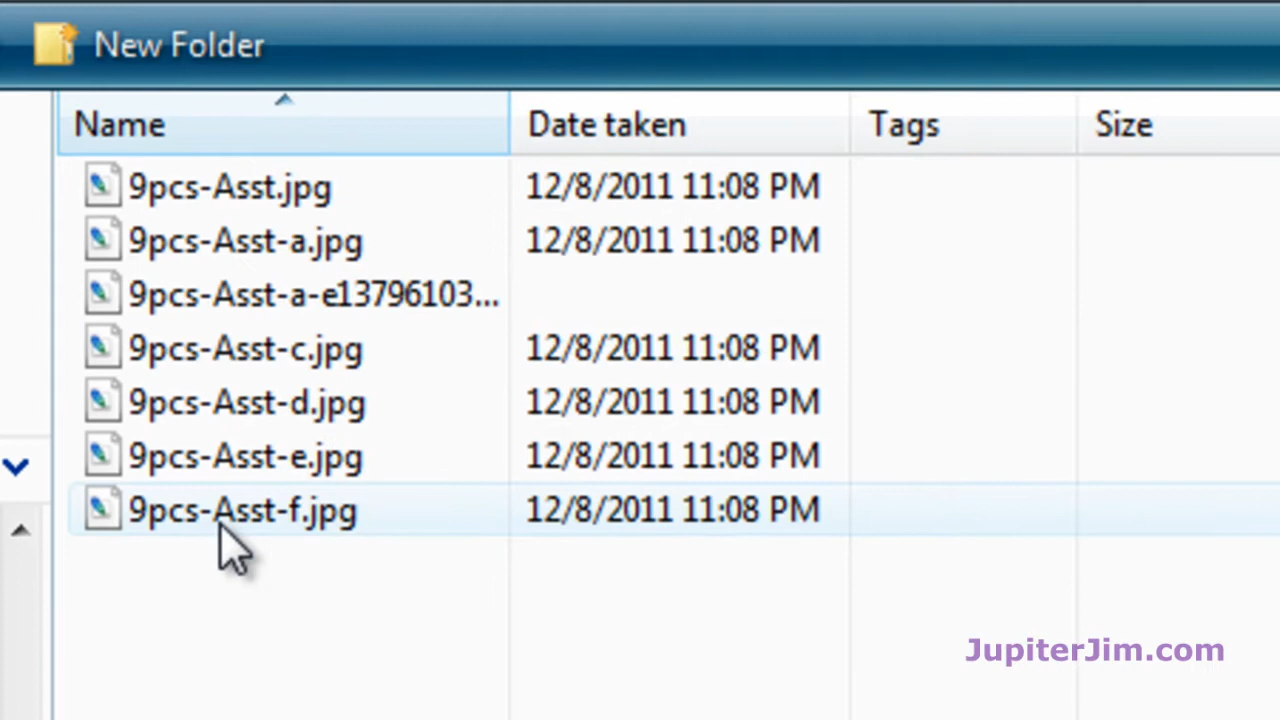 New Folder
Name Date taken Tags Size
9pcs-Asst.jpg 12/8/2011 11:08 PM
9pcs-Asst-a.jpg 12/8/2011 11:08 PM
9pcs-Asst-a-e13796103...
9pcs-Asst-c.jpg 12/8/2011 11:08 PM
9pcs-Asst-d.jpg 12/8/2011 11:08 PM
9pcs-Asst-e.jpg 12/8/2011 11:08 PM
9pcs-Asst-f.jpg 12/8/2011 11:08 PM
JupiterJim.com